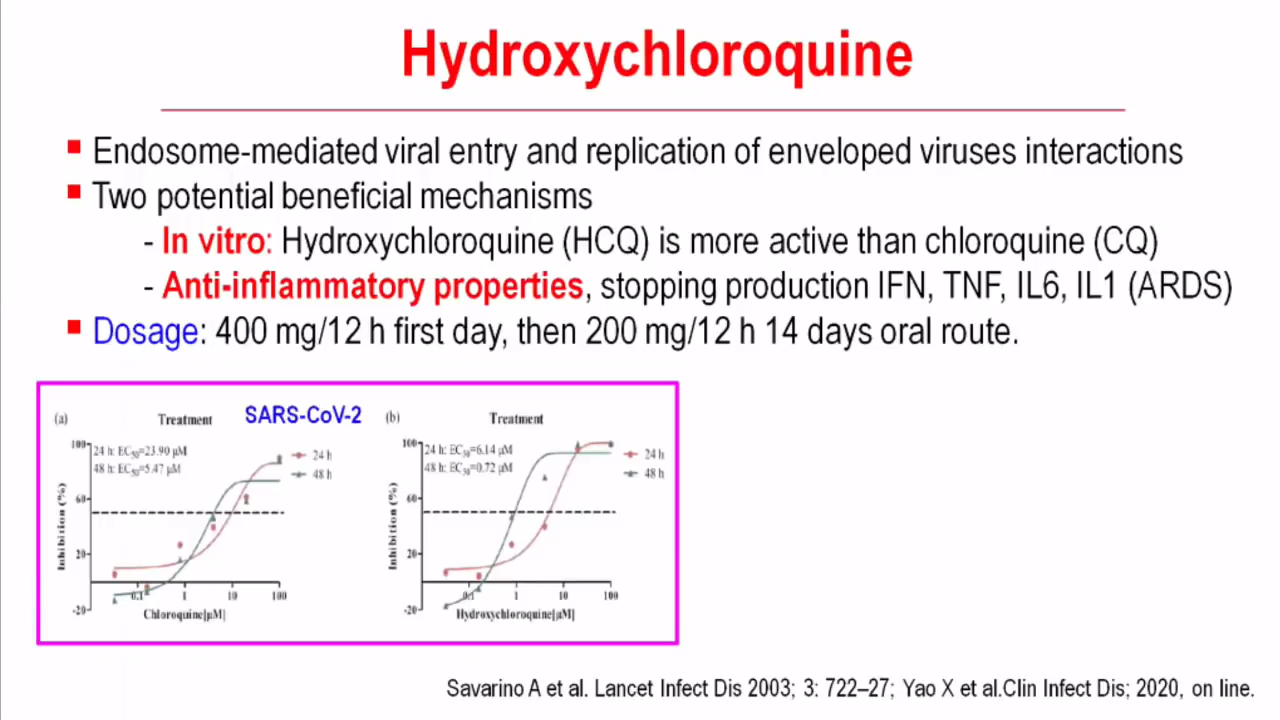 Hydroxychloroquine
▪ Endosome-mediated viral entry and replication of enveloped viruses interactions
▪ Two potential beneficial mechanisms
- In vitro: Hydroxychloroquine (HCQ) is more active than chloroquine (CQ)
- Anti-inflammatory properties, stopping production IFN, TNF, IL6, IL1 (ARDS)
▪ Dosage: 400 mg/12 h first day, then 200 mg/12 h 14 days oral route.
(a) Treatment SARS-CoV-2
24 h: EC50=23.90 μM
48 h: EC50=5.47 μM
24 h
48 h
Inhibition (%)
100
60
20
-20
0.1 1 10 100
Chloroquine[μM]
(b) Treatment
24 h: EC50=6.14 μM
48 h: EC50=0.72 μM
24 h
48 h
Inhibition (%)
100
60
20
-20
0.1 1 10 100
Hydroxychloroquine[μM]
Savarino A et al. Lancet Infect Dis 2003; 3: 722–27; Yao X et al.Clin Infect Dis; 2020, on line.